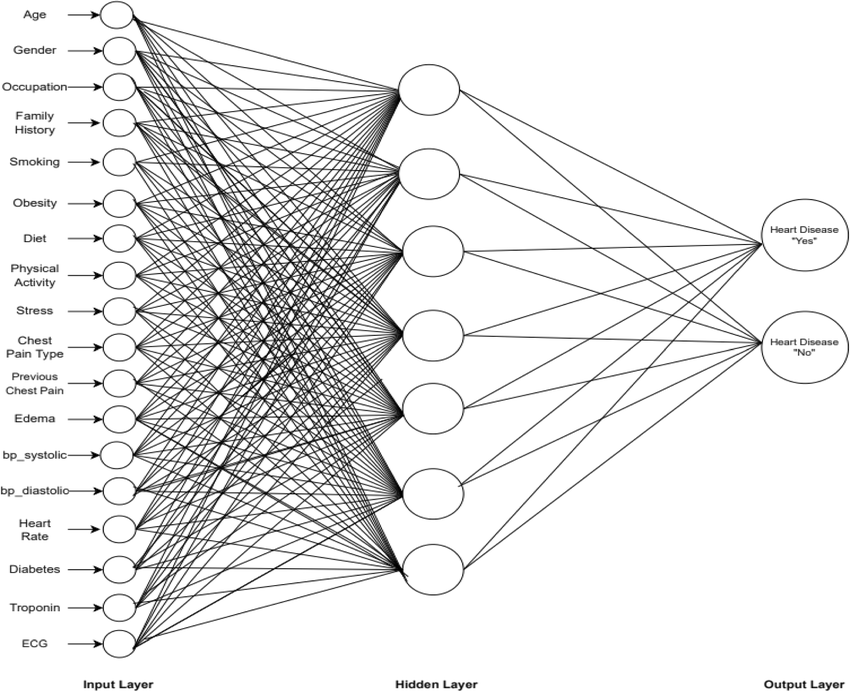 Age
Gender
Occupation
Family
History
Smoking
Obesity
Diet
Physical
Activity
Stress
Chest
Pain Type
Previous
Chest Pain
Edema
bp_systolic
bp_diastolic
Heart
Rate
Diabetes
Troponin
ECG
Heart Disease
"Yes"
Heart Disease
"No"
Input Layer
Hidden Layer
Output Layer